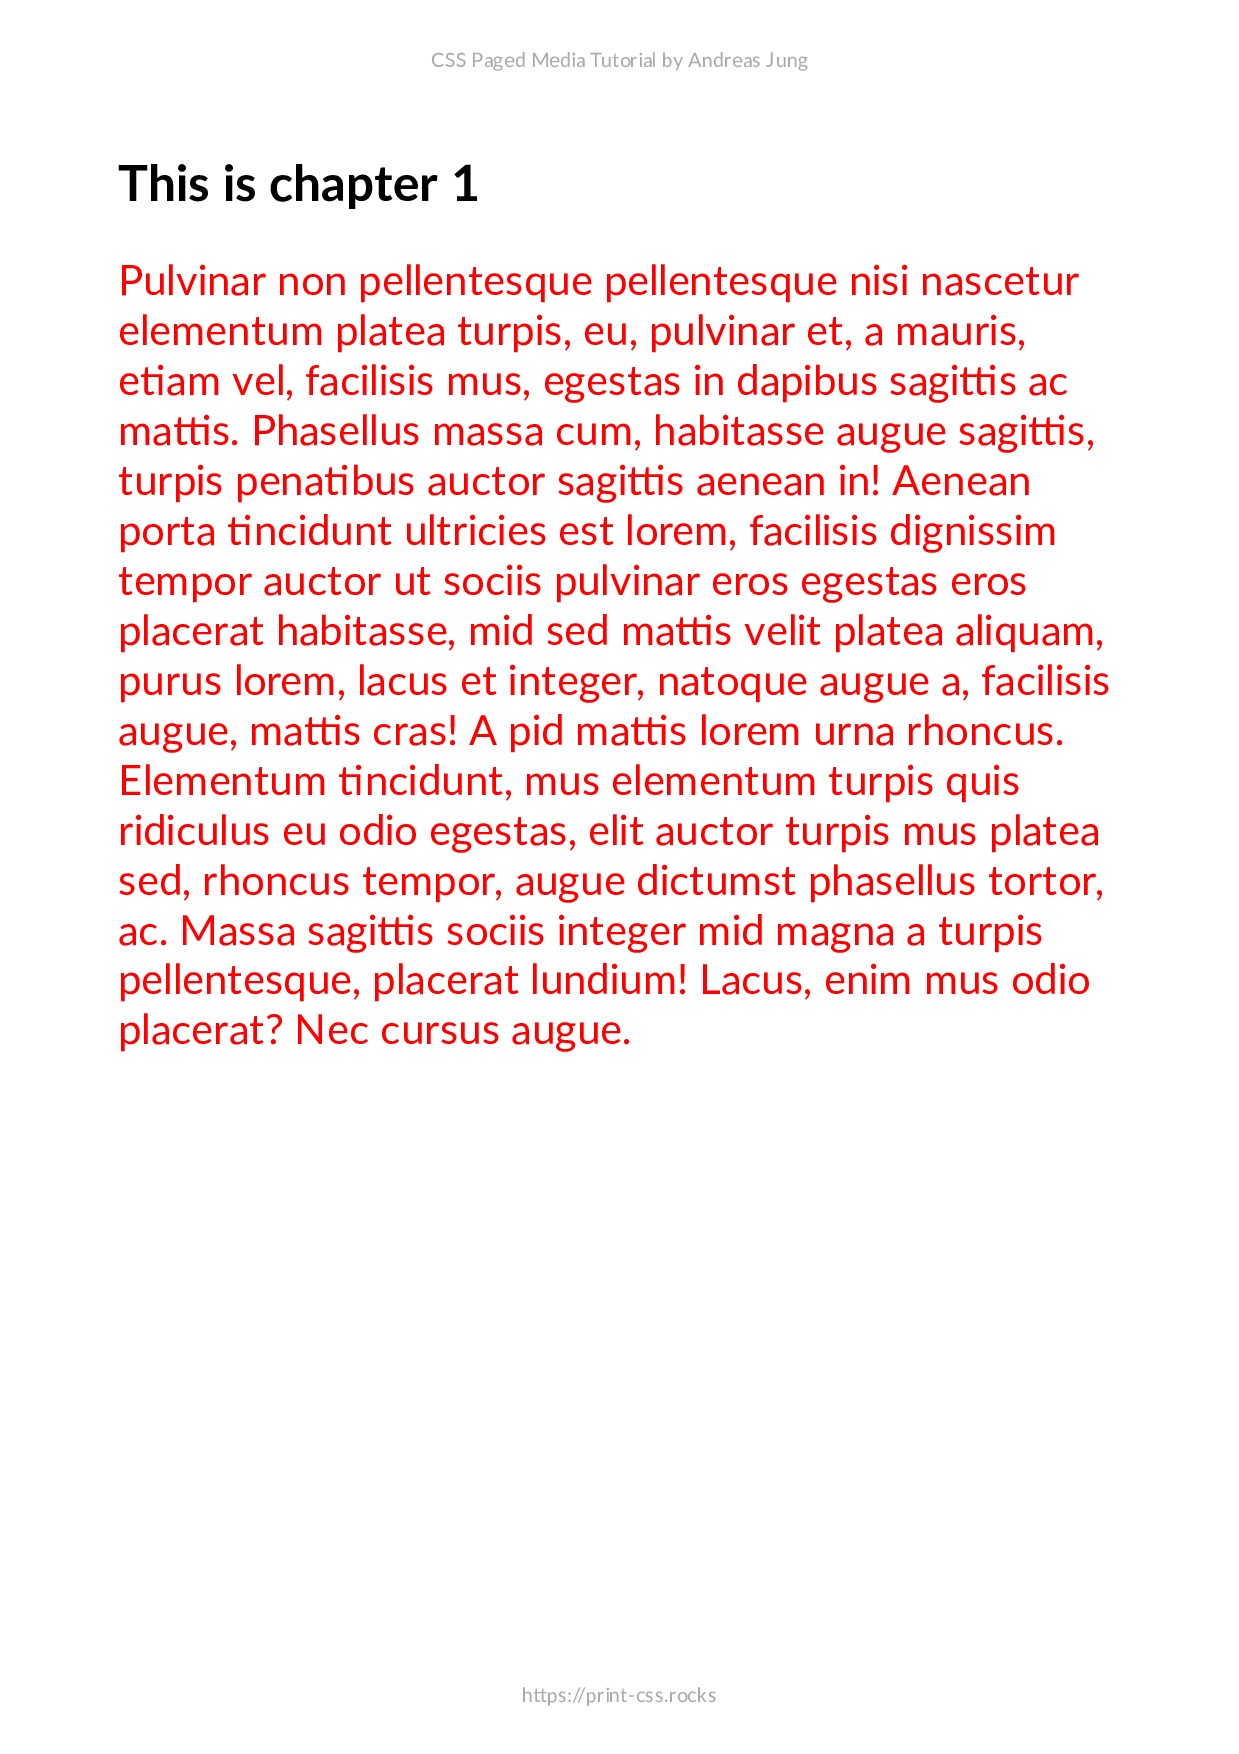 CSS Paged Media Tutorial by Andreas Jung
This is chapter 1
Pulvinar non pellentesque pellentesque nisi nascetur
elementum platea turpis, eu, pulvinar et, a mauris,
etiam vel, facilisis mus, egestas in dapibus sagittis ac
mattis. Phasellus massa cum, habitasse augue sagittis,
turpis penatibus auctor sagittis aenean in! Aenean
porta tincidunt ultricies est lorem, facilisis dignissim
tempor auctor ut sociis pulvinar eros egestas eros
placerat habitasse, mid sed mattis velit platea aliquam,
purus lorem, lacus et integer, natoque augue a, facilisis
augue, mattis cras! A pid mattis lorem urna rhoncus.
Elementum tincidunt, mus elementum turpis quis
ridiculus eu odio egestas, elit auctor turpis mus platea
sed, rhoncus tempor, augue dictumst phasellus tortor,
ac. Massa sagittis sociis integer mid magna a turpis
pellentesque, placerat lundium! Lacus, enim mus odio
placerat? Nec cursus augue.
https://print-css.rocks